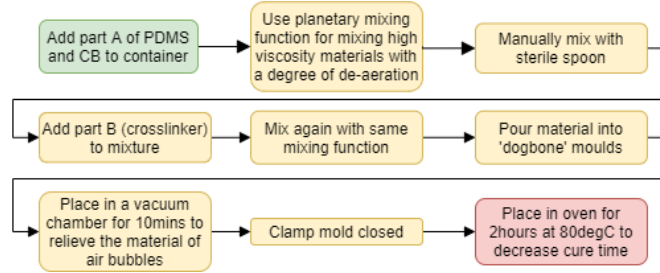 Add part A of PDMS
and CB to container
Use planetary mixing
function for mixing high
viscosity materials with
a degree of de-aeration
Manually mix with
sterile spoon
Add part B (crosslinker)
to mixture
Mix again with same
mixing function
Pour material into
'dogbone' moulds
Place in a vacuum
chamber for 10mins to
relieve the material of
air bubbles
Clamp mold closed
Place in oven for
2hours at 80degC to
decrease cure time